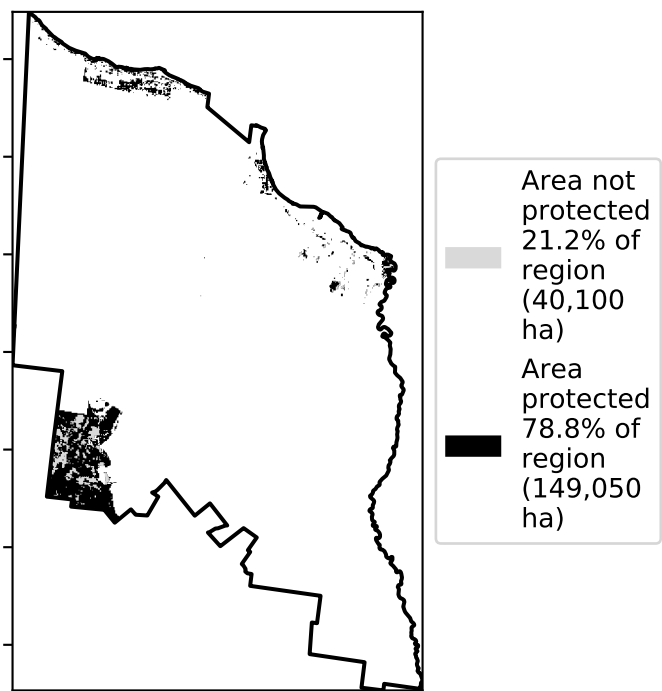 Area not
protected
21.2% of
region
(40,100
ha)
Area
protected
78.8% of
region
(149,050
ha)